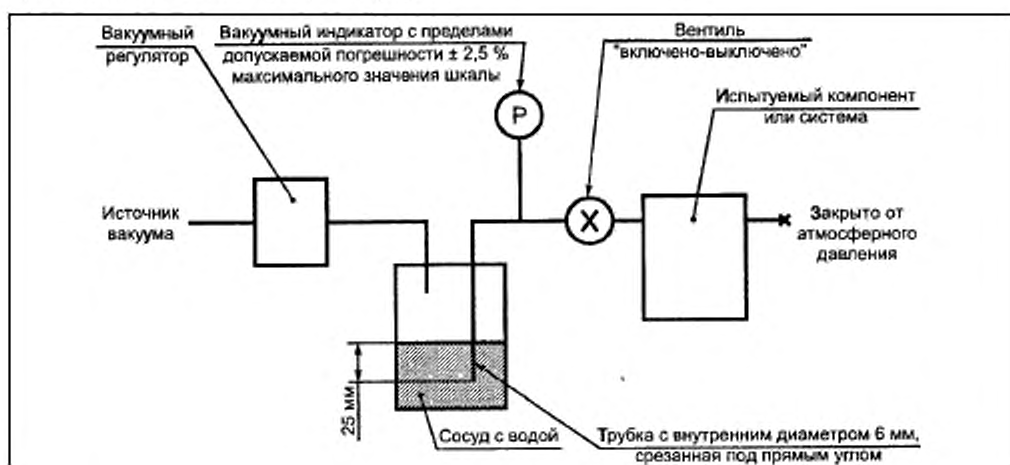 Вакуумный
регулятор
Вакуумный индикатор с пределами
допускаемой погрешности ± 2,5 %
максимального значения шкалы
Вентиль
"включено-выключено"
Испытуемый компонент
или система
P
X
Источник
вакуума
Закрыто от
атмосферного
давления
25 мм
Сосуд с водой
Трубка с внутренним диаметром 6 мм,
срезанная под прямым углом